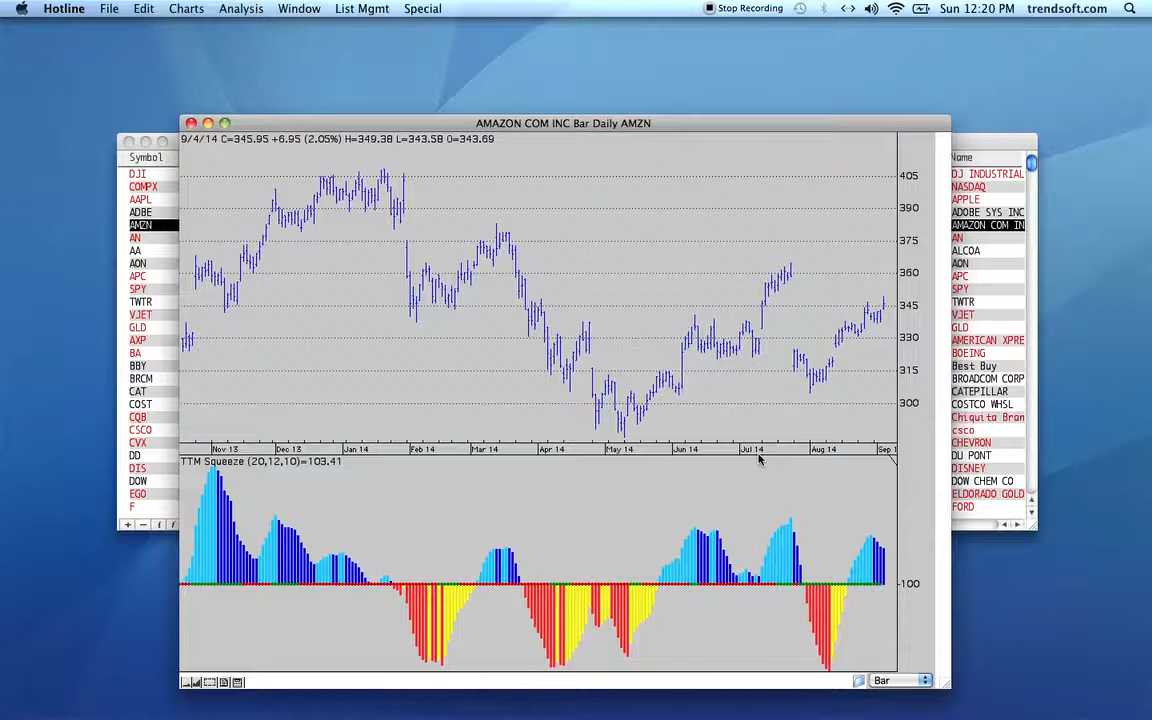 Hotline File Edit Charts Analysis Window List Mgmt Special Stop Recording Sun 12:20 PM trendsoft.com
AMAZON COM INC Bar Daily AMZN
9/4/14 C=345.95 +6.95 (2.05%) H=349.38 L=343.58 O=343.69
Symbol
DJI
COMPX
AAPL
ADBE
AMZN
AN
AA
AON
APC
SPY
TWTR
VJET
GLD
AXP
BA
BBY
BRCM
CAT
COST
CQB
CSCO
CVX
DD
DIS
DOW
EGO
F
405
390
375
360
345
330
315
300
Nov 13 Dec 13 Jan 14 Feb 14 Mar 14 Apr 14 May 14 Jun 14 Jul 14 Aug 14 Sep 1
TTM Squeeze (20,12,10)=103.41
100
Bar
Name
DJ INDUSTRIAL
NASDAQ
APPLE
ADOBE SYS INC
AMAZON COM IN
AN
ALCOA
AON
APC
SPY
TWTR
VJET
GLD
AMERICAN XPRE
BOEING
Best Buy
BROADCOM CORP
CATEPILLAR
COSTCO WHSL
Chiquita Bran
csco
CHEVRON
DU PONT
DISNEY
DOW CHEM CO
ELDORADO GOLD
FORD